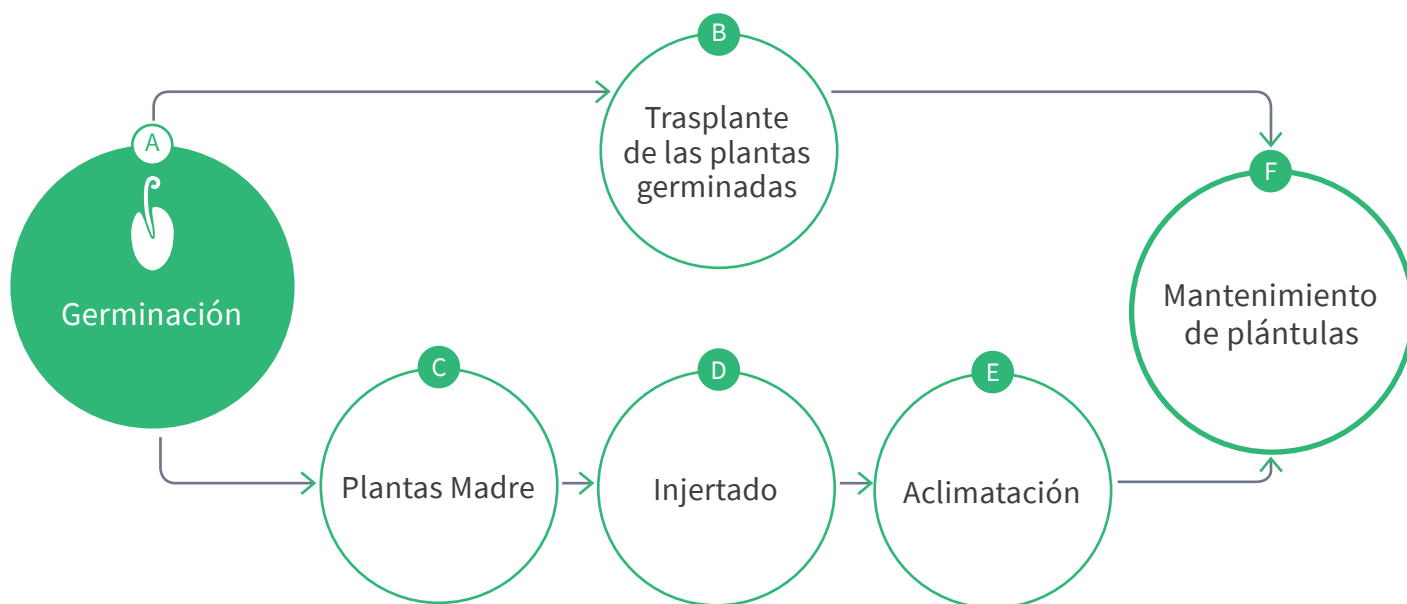 A
Germinación
B
Trasplante
de las plantas
germinadas
C
Plantas Madre
D
Injertado
E
Aclimatación
F
Mantenimiento
de plántulas